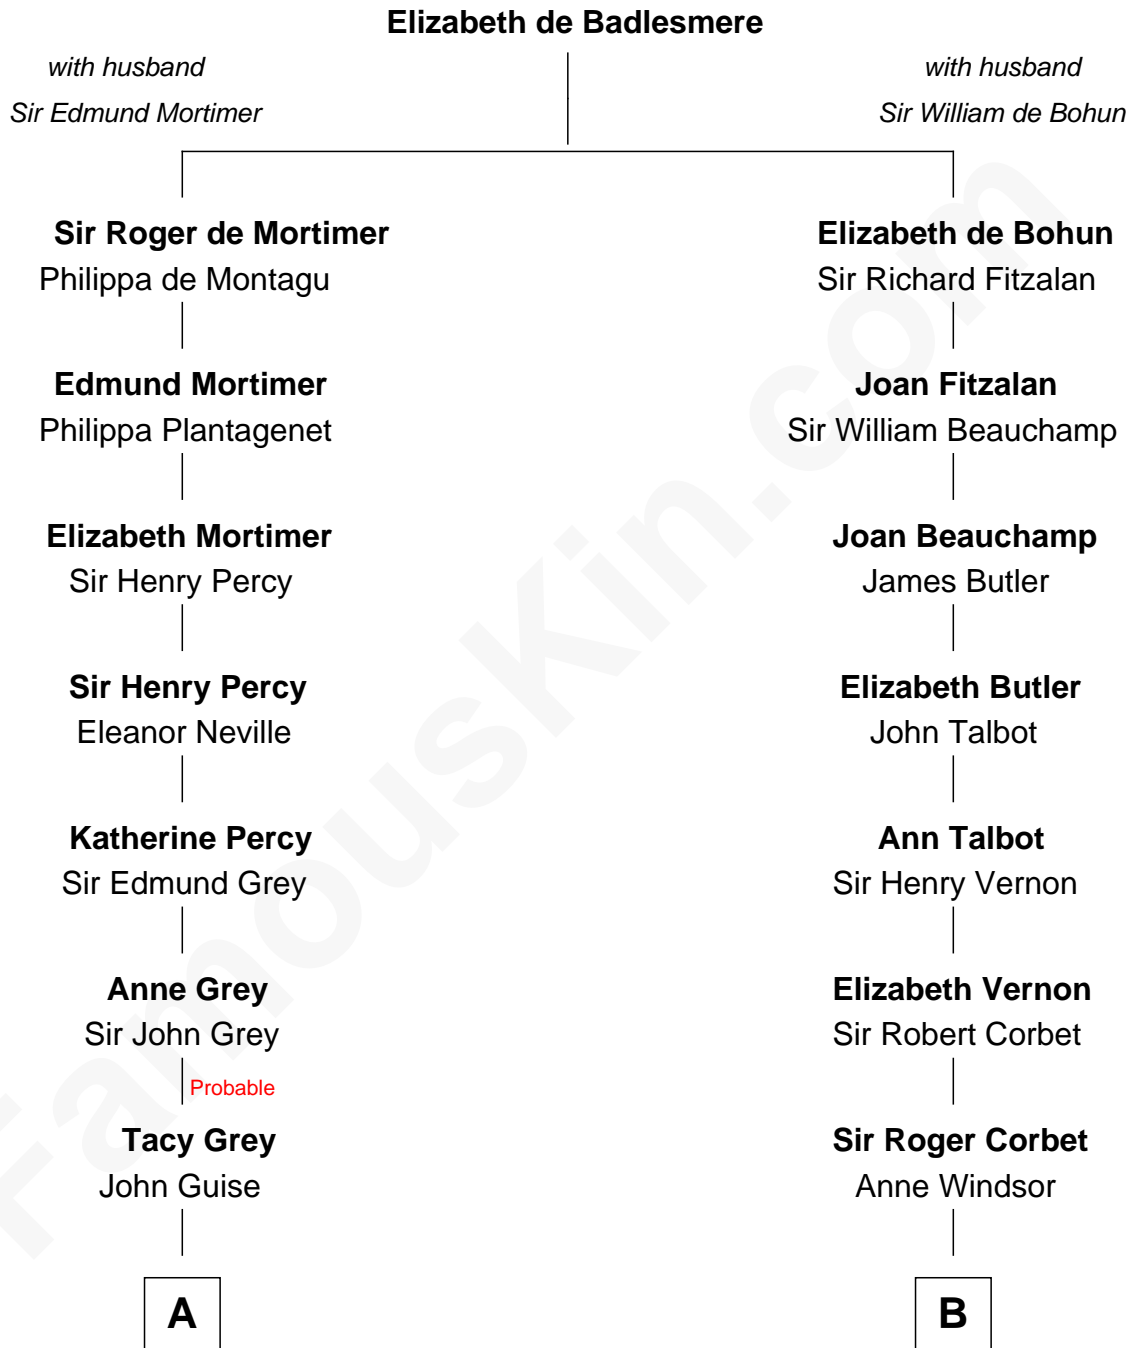 Elizabeth de Badlesmere
with husband
Sir Edmund Mortimer
with husband
Sir William de Bohun
Sir Roger de Mortimer
Philippa de Montagu
Elizabeth de Bohun
Sir Richard Fitzalan
Edmund Mortimer
Philippa Plantagenet
Joan Fitzalan
Sir William Beauchamp
Elizabeth Mortimer
Sir Henry Percy
Joan Beauchamp
James Butler
Sir Henry Percy
Eleanor Neville
Elizabeth Butler
John Talbot
Katherine Percy
Sir Edmund Grey
Ann Talbot
Sir Henry Vernon
Anne Grey
Sir John Grey
Elizabeth Vernon
Sir Robert Corbet
Probable
Tacy Grey
John Guise
Sir Roger Corbet
Anne Windsor
A
B
FamousKin.com